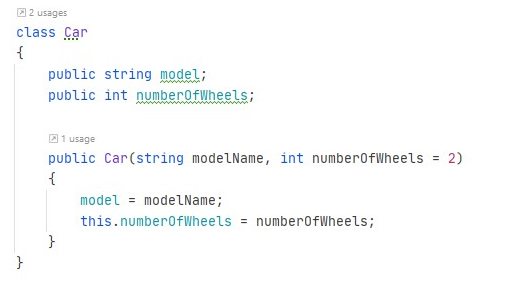 2 usages
class Car
{
    public string model;
    public int numberOfWheels;
    1 usage
    public Car(string modelName, int numberOfWheels = 2)
    {
        model = modelName;
        this.numberOfWheels = numberOfWheels;
    }
}